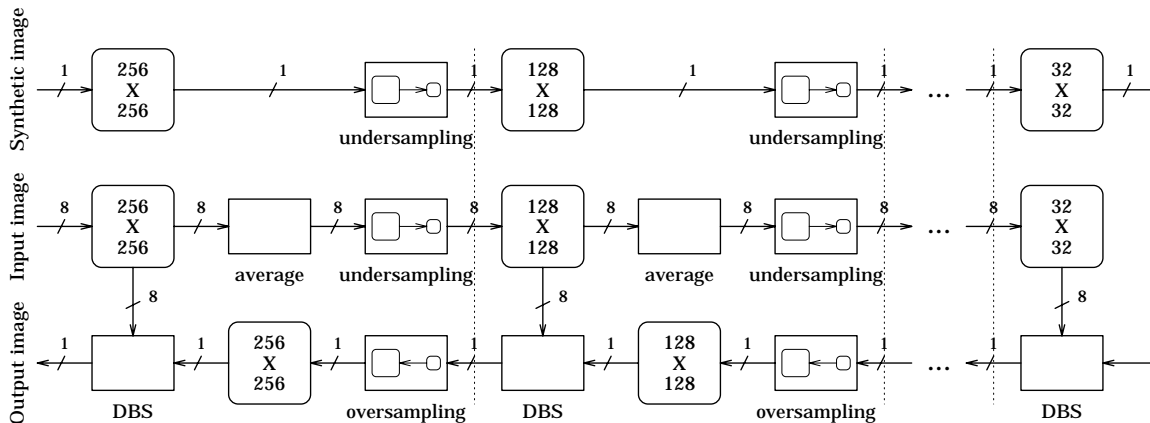 Synthetic image
1
256
X
256
1
undersampling
1
128
X
128
1
undersampling
1
...
1
32
X
32
1
Input image
8
256
X
256
8
average
8
undersampling
8
128
X
128
8
average
8
undersampling
8
...
8
32
X
32
8
8
8
Output image
1
DBS
1
256
X
256
1
oversampling
1
DBS
1
128
X
128
1
oversampling
1
...
1
DBS